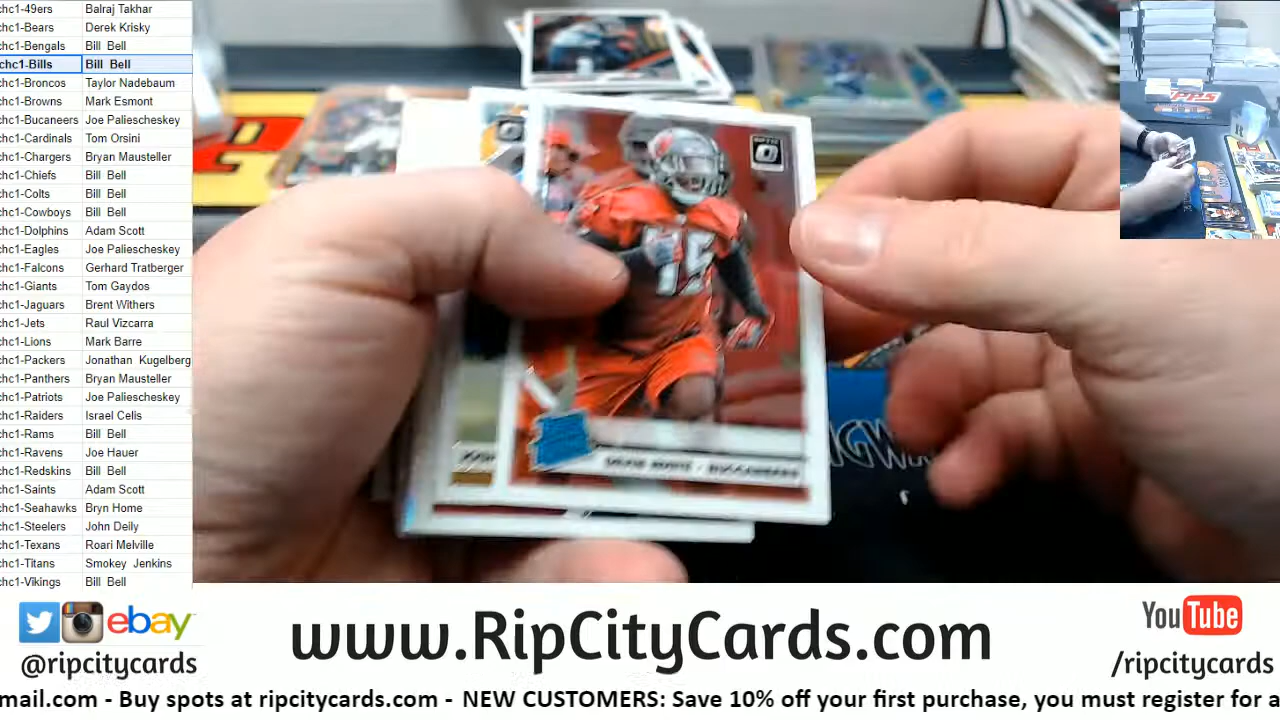 chc1-49ers Balraj Takhar
chc1-Bears Derek Krisky
chc1-Bengals Bill Bell
chc1-Bills Bill Bell
chc1-Broncos Taylor Nadebaum
chc1-Browns Mark Esmont
chc1-Bucaneers Joe Paliescheskey
chc1-Cardinals Tom Orsini
chc1-Chargers Bryan Mausteller
chc1-Chiefs Bill Bell
chc1-Colts Bill Bell
chc1-Cowboys Bill Bell
chc1-Dolphins Adam Scott
chc1-Eagles Joe Paliescheskey
chc1-Falcons Gerhard Tratberger
chc1-Giants Tom Gaydos
chc1-Jaguars Brent Withers
chc1-Jets Raul Vizcarra
chc1-Lions Mark Barre
chc1-Packers Jonathan Kugelberg
chc1-Panthers Bryan Mausteller
chc1-Patriots Joe Paliescheskey
chc1-Raiders Israel Celis
chc1-Rams Bill Bell
chc1-Ravens Joe Hauer
chc1-Redskins Bill Bell
chc1-Saints Adam Scott
chc1-Seahawks Bryn Home
chc1-Steelers John Deily
chc1-Texans Roari Melville
chc1-Titans Smokey Jenkins
chc1-Vikings Bill Bell
15
BUCCANEERS
ebay
@ripcitycards
www.RipCityCards.com
YouTube
/ripcitycards
mail.com - Buy spots at ripcitycards.com - NEW CUSTOMERS: Save 10% off your first purchase, you must register for a